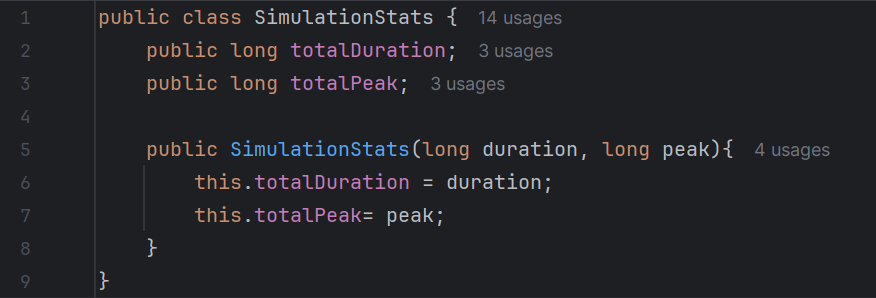 1 public class SimulationStats { 14 usages
2 public long totalDuration; 3 usages
3 public long totalPeak; 3 usages
4
5 public SimulationStats(long duration, long peak){ 4 usages
6 this.totalDuration = duration;
7 this.totalPeak= peak;
8 }
9 }